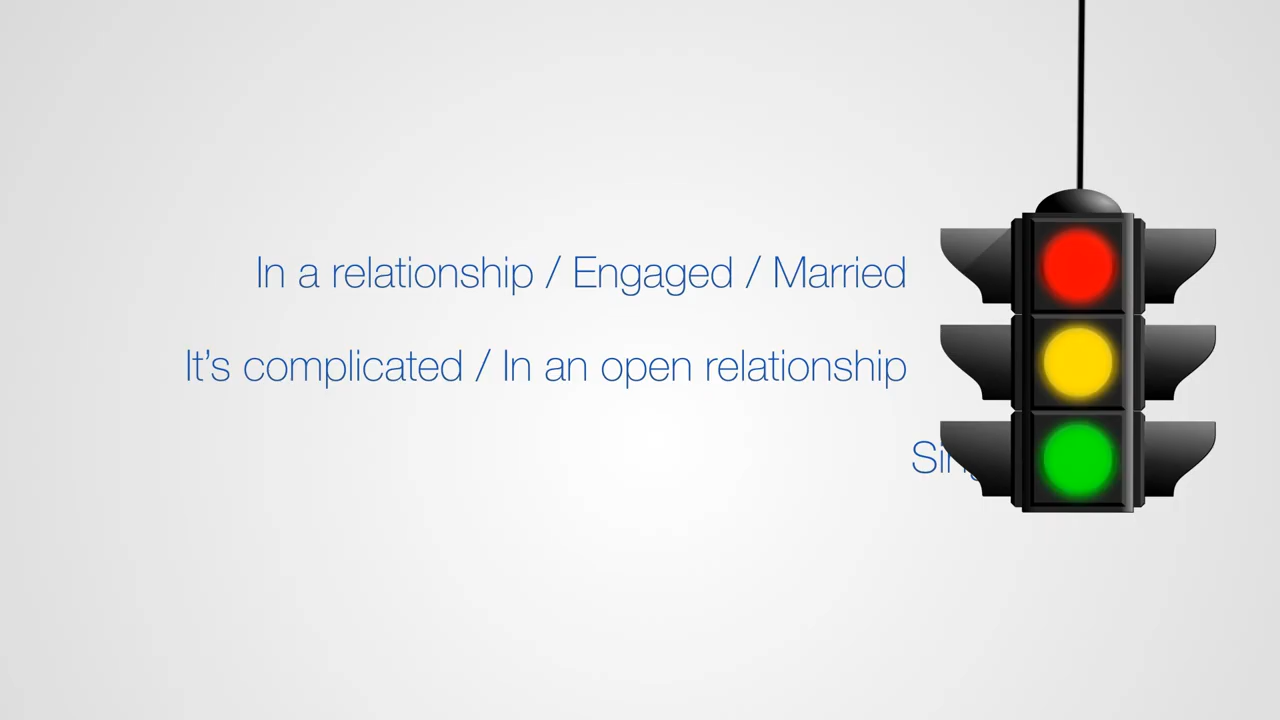 In a relationship / Engaged / Married
It’s complicated / In an open relationship